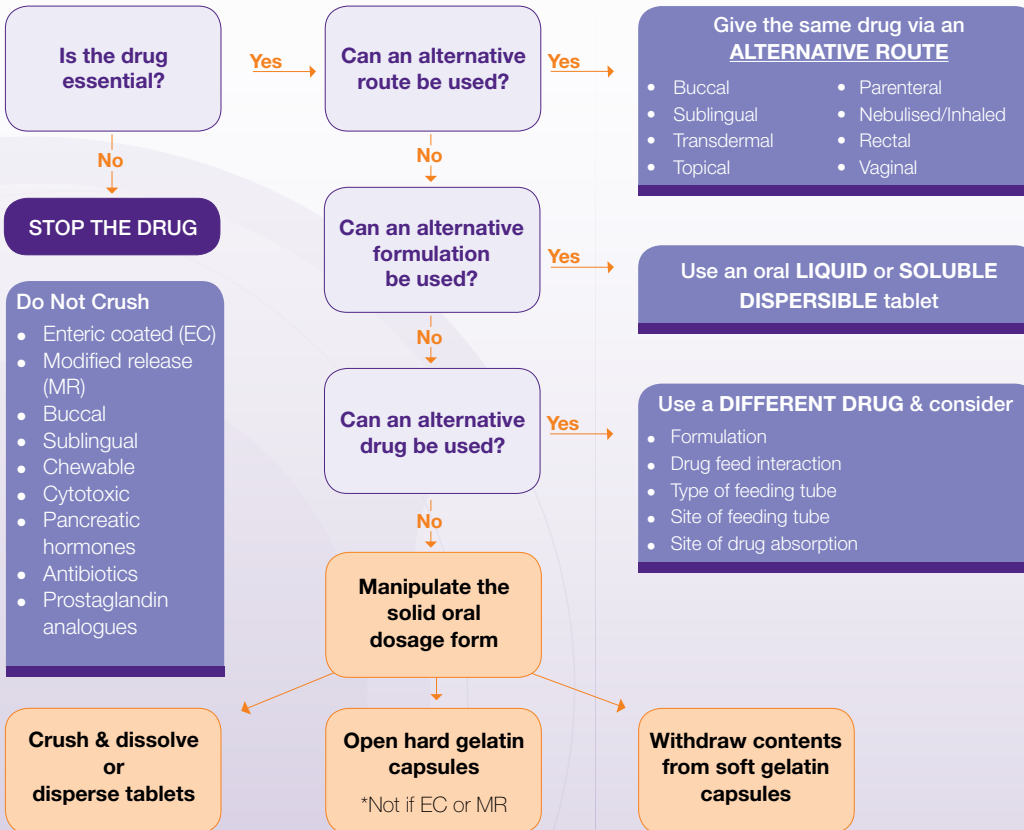 Is the drug
essential?
Yes
Can an alternative
route be used?
Yes
Give the same drug via an
ALTERNATIVE ROUTE
• Buccal
• Sublingual
• Transdermal
• Topical
• Parenteral
• Nebulised/Inhaled
• Rectal
• Vaginal
No
STOP THE DRUG
No
Can an alternative
formulation
be used?
Yes
Use an oral LIQUID or SOLUBLE
DISPERSIBLE tablet
No
Can an alternative
drug be used?
Yes
Use a DIFFERENT DRUG & consider
• Formulation
• Drug feed interaction
• Type of feeding tube
• Site of feeding tube
• Site of drug absorption
Do Not Crush
• Enteric coated (EC)
• Modified release
(MR)
• Buccal
• Sublingual
• Chewable
• Cytotoxic
• Pancreatic
hormones
• Antibiotics
• Prostaglandin
analogues
No
Manipulate the
solid oral
dosage form
Crush & dissolve
or
disperse tablets
Open hard gelatin
capsules
*Not if EC or MR
Withdraw contents
from soft gelatin
capsules